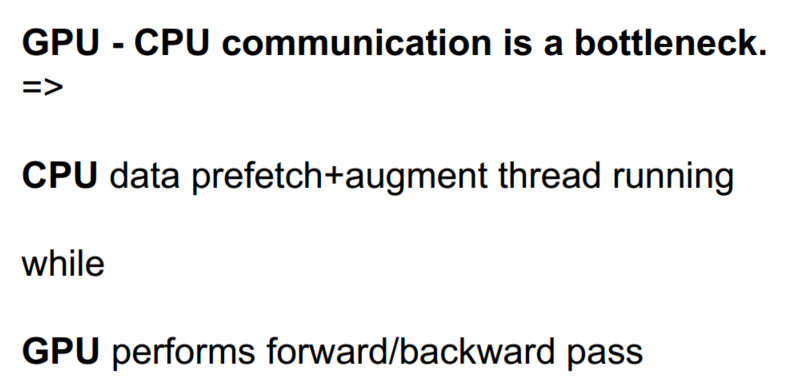 GPU - CPU communication is a bottleneck.
=>
CPU data prefetch+augment thread running
while
GPU performs forward/backward pass